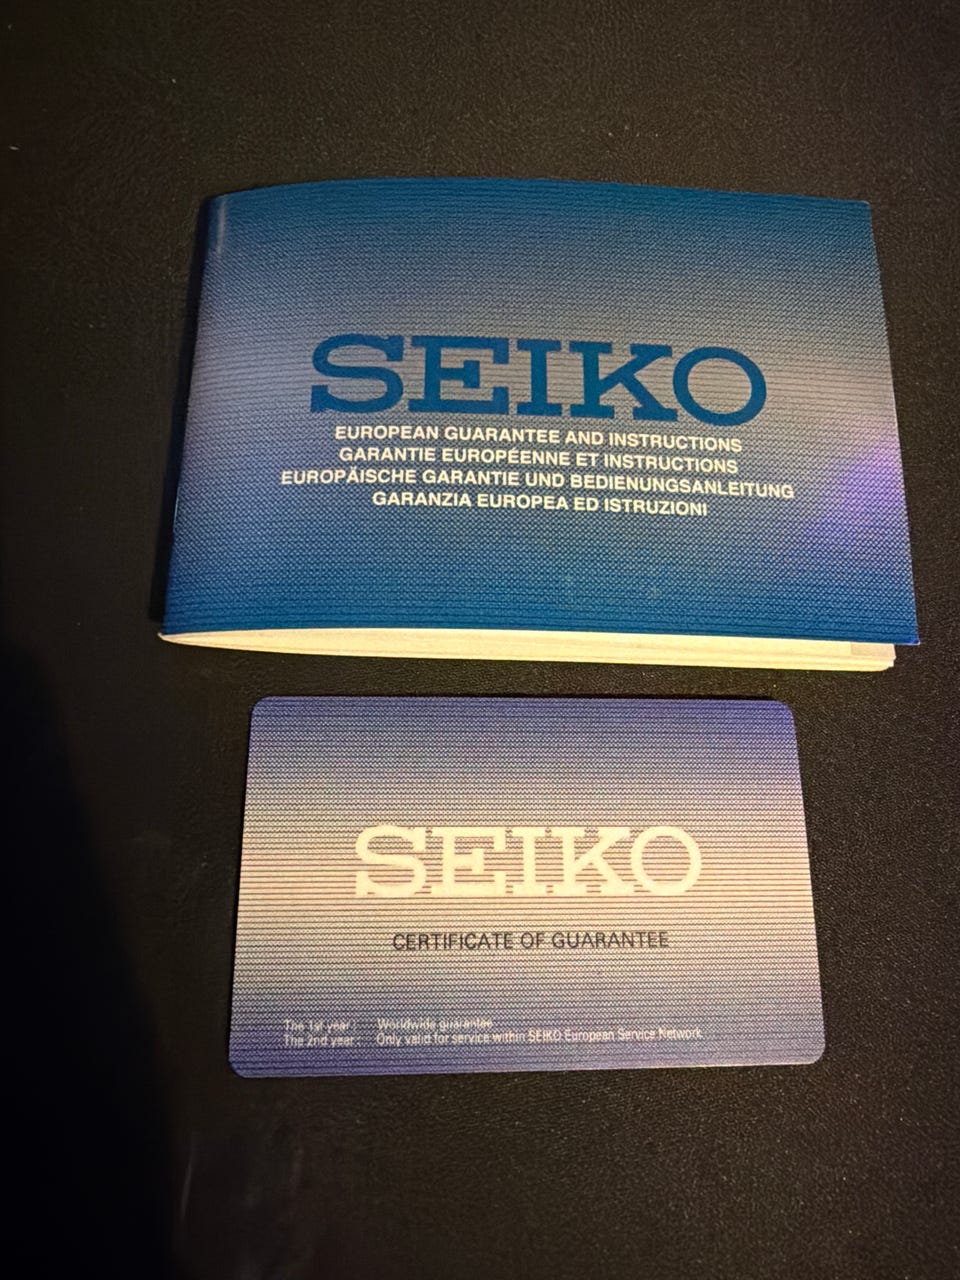 SEIKO
EUROPEAN GUARANTEE AND INSTRUCTIONS
GARANTIE EUROPÉENNE ET INSTRUCTIONS
EUROPÄISCHE GARANTIE UND BEDIENUNGSANLEITUNG
GARANZIA EUROPEA ED ISTRUZIONI
SEIKO
CERTIFICATE OF GUARANTEE
The 1st year: Worldwide guarantee
The 2nd year: Only valid for service within SEIKO European Service Network.